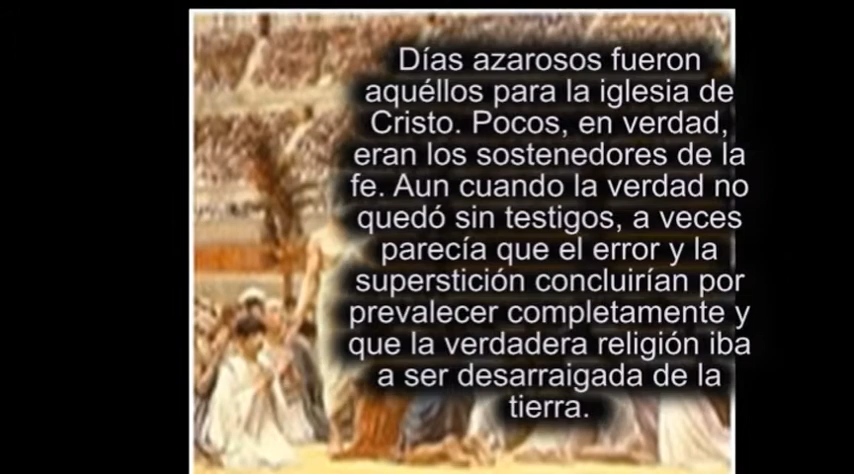 Días azarosos fueron
aquéllos para la iglesia de
Cristo. Pocos, en verdad,
eran los sostenedores de la
fe. Aun cuando la verdad no
quedó sin testigos, a veces
parecía que el error y la
superstición concluirían por
prevalecer completamente y
que la verdadera religión iba
a ser desarraigada de la
tierra.